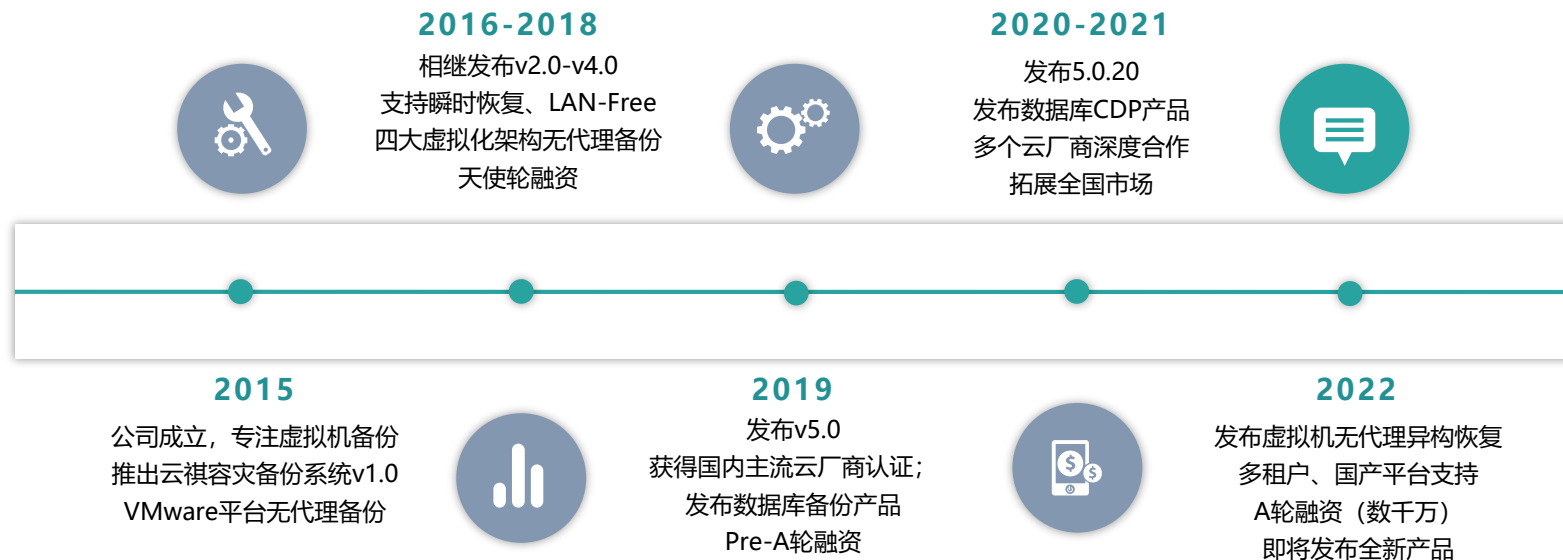 2016-2018
相继发布v2.0-v4.0
支持瞬时恢复、LAN-Free
四大虚拟化架构无代理备份
天使轮融资
2020-2021
发布5.0.20
发布数据库CDP产品
多个云厂商深度合作
拓展全国市场
2015
公司成立，专注虚拟机备份
推出云祺容灾备份系统v1.0
VMware平台无代理备份
2019
发布v5.0
获得国内主流云厂商认证；
发布数据库备份产品
Pre-A轮融资
2022
发布虚拟机无代理异构恢复
多租户、国产平台支持
A轮融资（数千万）
即将发布全新产品